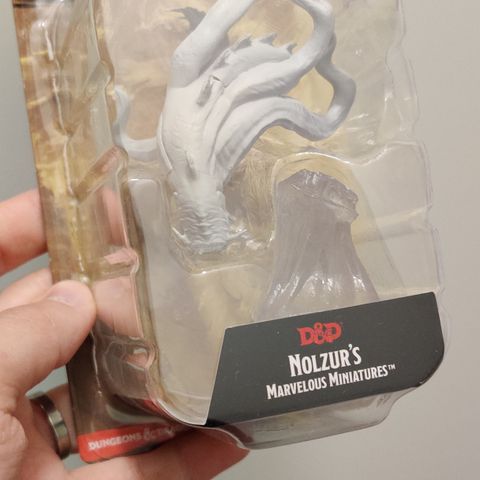 D&D
NOLZUR'S
MARVELOUS MINIATURES™
DUNGEONS &